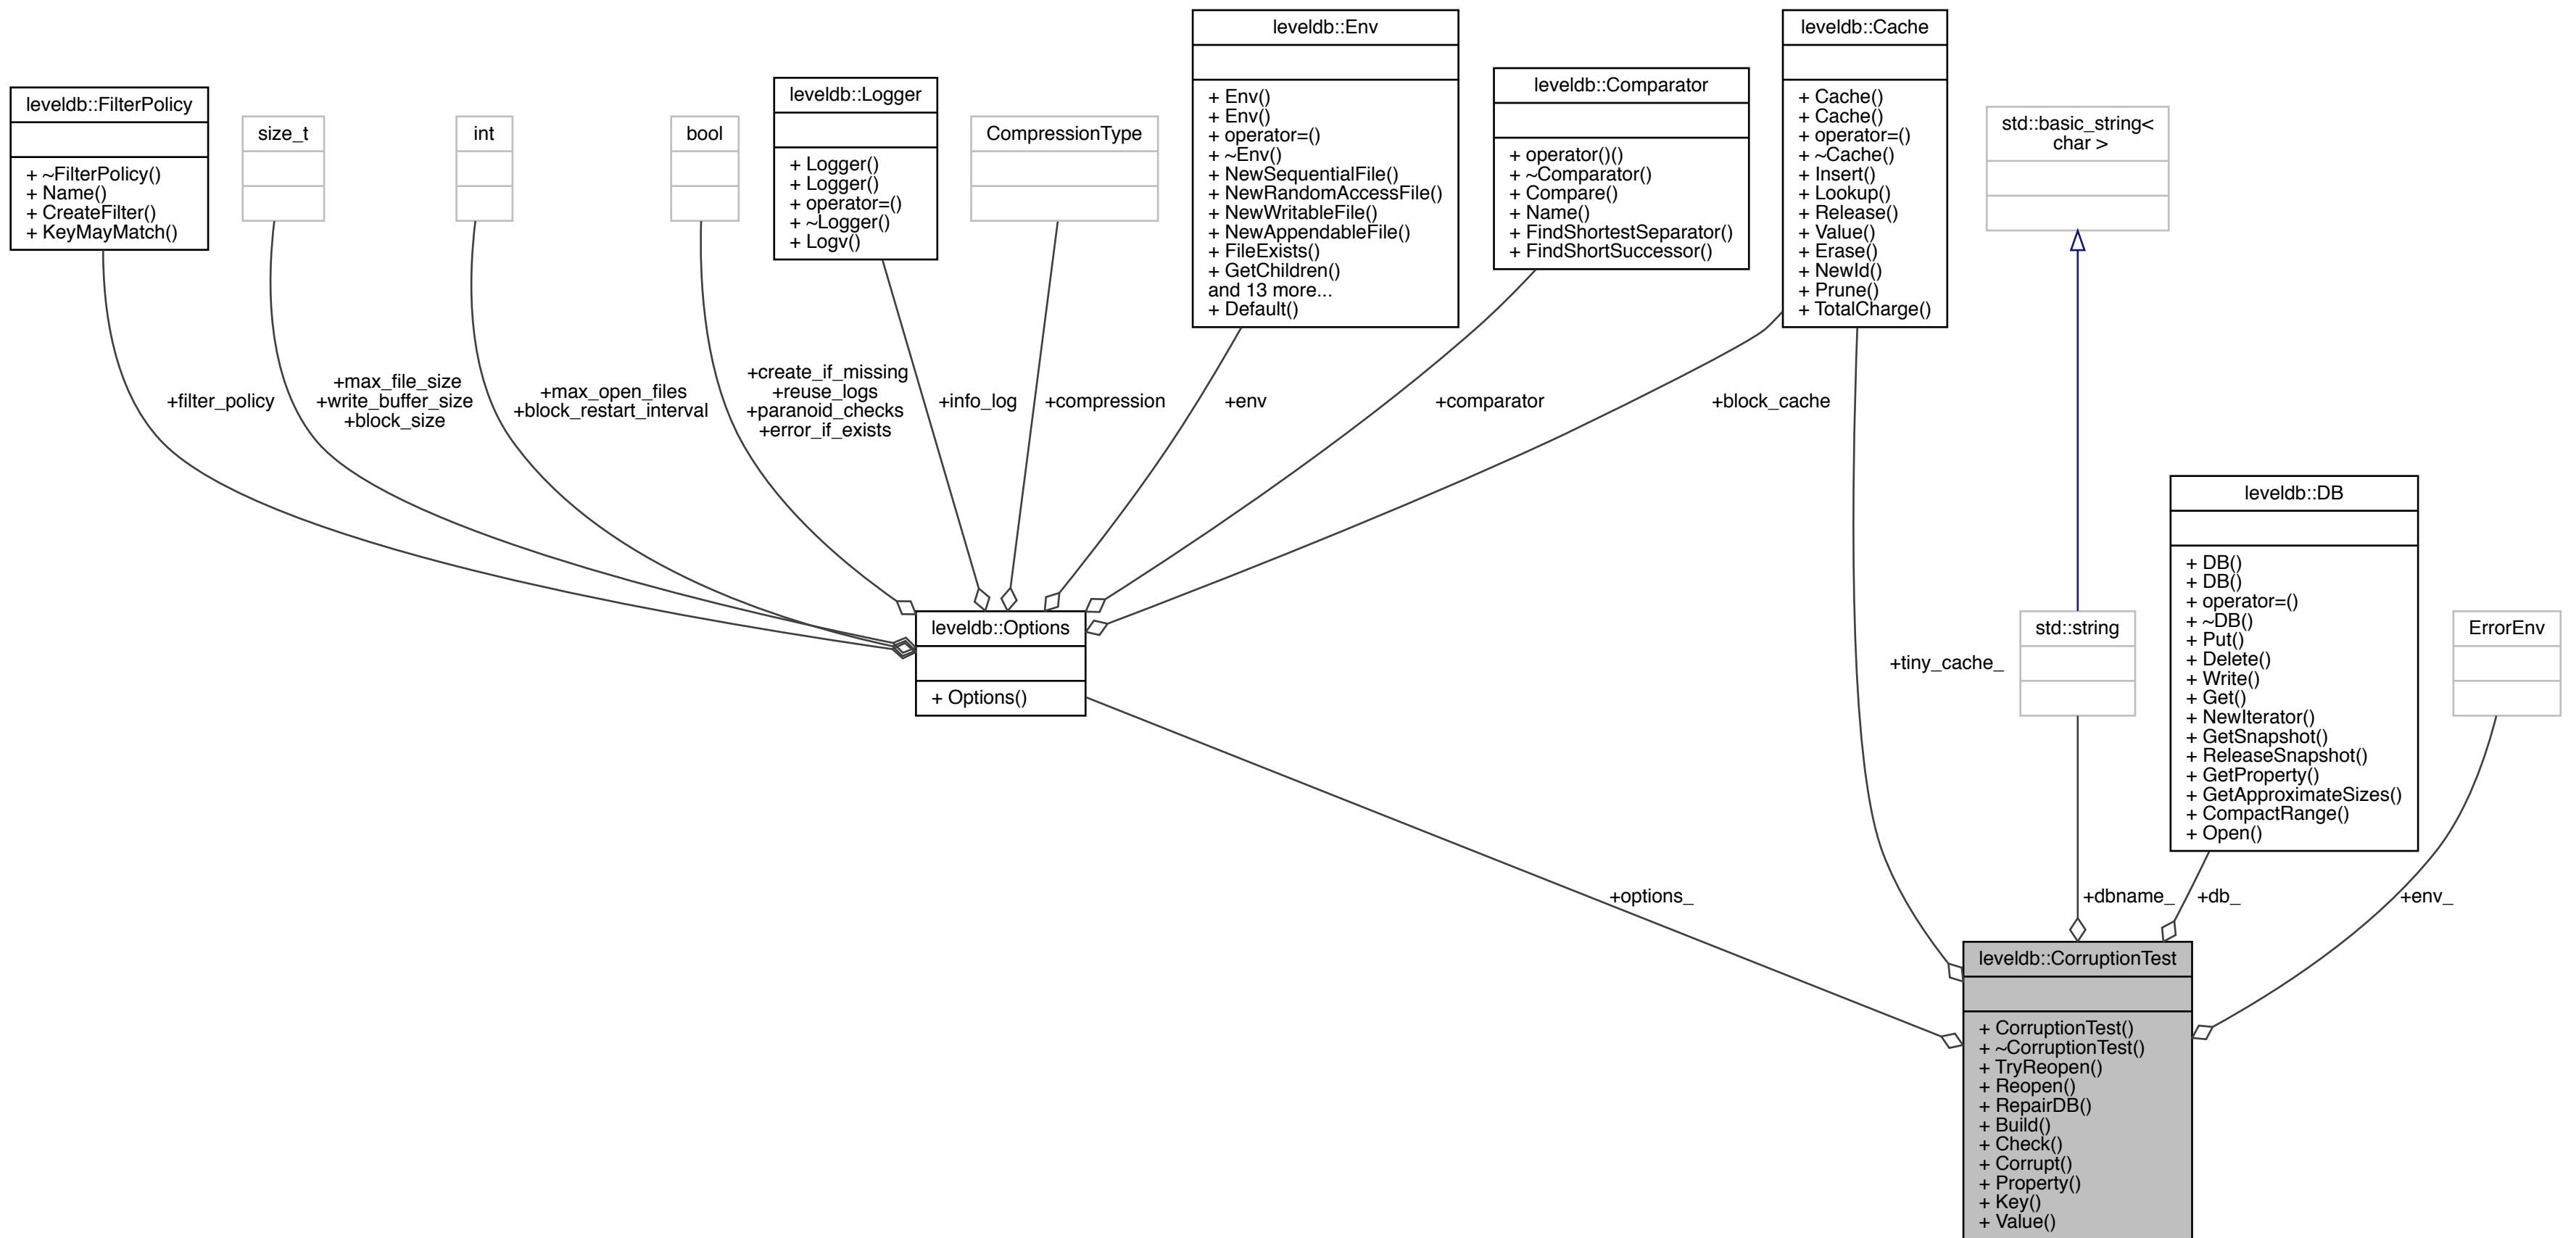 leveldb::FilterPolicy
+ ~FilterPolicy()
+ Name()
+ CreateFilter()
+ KeyMayMatch()
size_t
int
bool
leveldb::Logger
+ Logger()
+ Logger()
+ operator=()
+ ~Logger()
+ Logv()
CompressionType
leveldb::Env
+ Env()
+ Env()
+ operator=()
+ ~Env()
+ NewSequentialFile()
+ NewRandomAccessFile()
+ NewWritableFile()
+ NewAppendableFile()
+ FileExists()
+ GetChildren()
and 13 more...
+ Default()
leveldb::Comparator
+ operator()()
+ ~Comparator()
+ Compare()
+ Name()
+ FindShortestSeparator()
+ FindShortSuccessor()
leveldb::Cache
+ Cache()
+ Cache()
+ operator=()
+ ~Cache()
+ Insert()
+ Lookup()
+ Release()
+ Value()
+ Erase()
+ NewId()
+ Prune()
+ TotalCharge()
std::basic_string<
char >
+filter_policy
+max_file_size
+write_buffer_size
+block_size
+max_open_files
+block_restart_interval
+create_if_missing
+reuse_logs
+paranoid_checks
+error_if_exists
+info_log
+compression
+env
+comparator
+block_cache
leveldb::Options
+ Options()
+tiny_cache_
std::string
leveldb::DB
+ DB()
+ DB()
+ operator=()
+ ~DB()
+ Put()
+ Delete()
+ Write()
+ Get()
+ NewIterator()
+ GetSnapshot()
+ ReleaseSnapshot()
+ GetProperty()
+ GetApproximateSizes()
+ CompactRange()
+ Open()
ErrorEnv
+options_
+dbname_
+db_
+env_
leveldb::CorruptionTest
+ CorruptionTest()
+ ~CorruptionTest()
+ TryReopen()
+ Reopen()
+ RepairDB()
+ Build()
+ Check()
+ Corrupt()
+ Property()
+ Key()
+ Value()